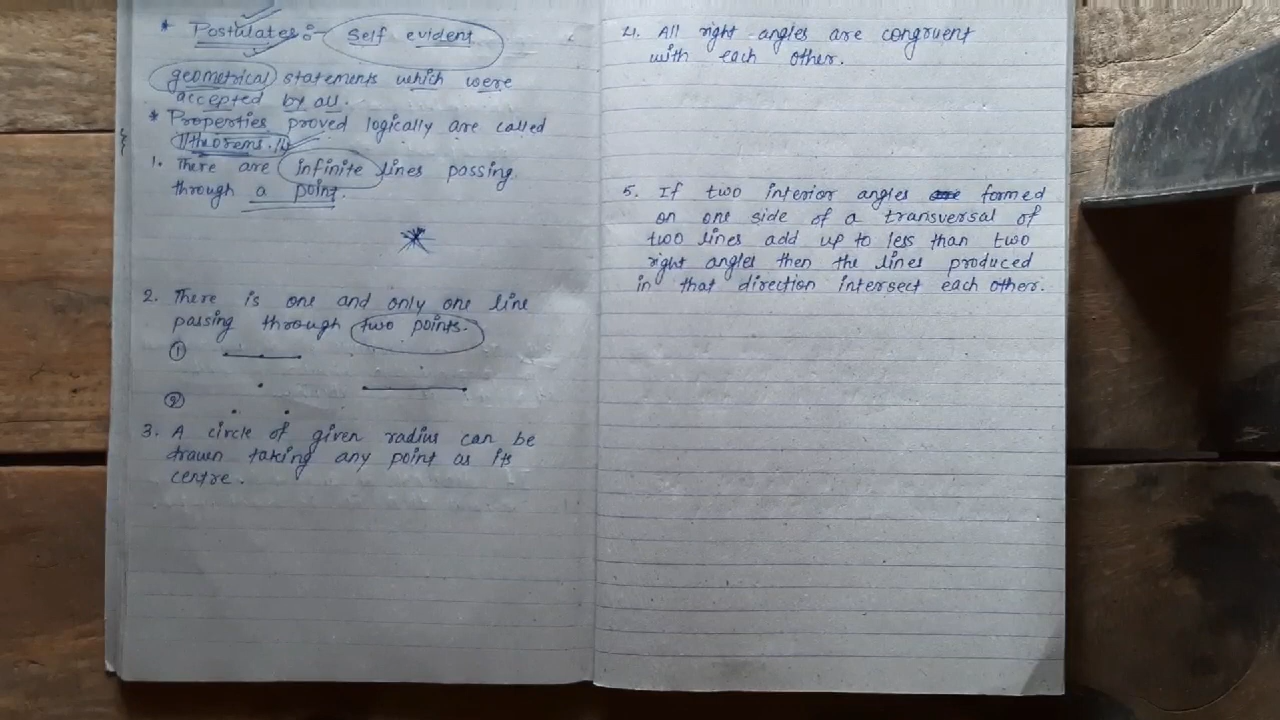 * Postulates :- Self evident
geometrical statements which were
accepted by all.
* Properties proved logically are called
"theorems."
1. There are infinite lines passing
through a point.
2. There is one and only one line
passing through two points.
①
②
3. A circle of given radius can be
drawn taking any point as its
centre.
4. All right angles are congruent
with each other.
5. If two interior angles formed
on one side of a transversal of
two lines add up to less than two
right angles then the lines produced
in that direction intersect each other.